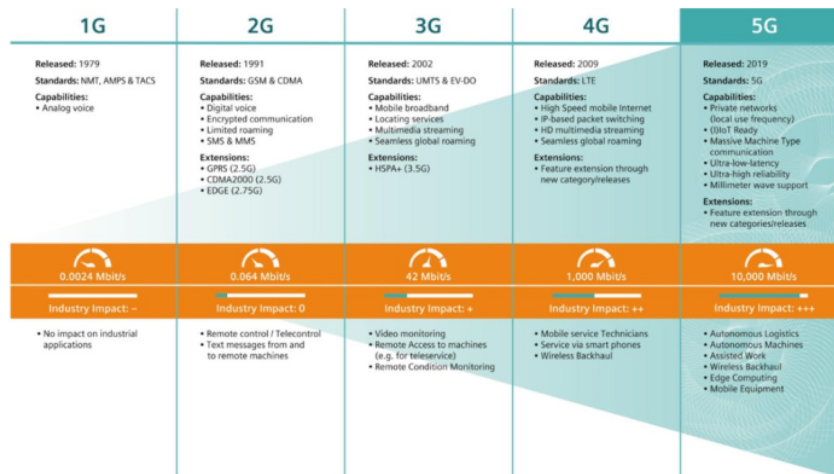 1G
Released: 1979
Standards: NMT, AMPS & TACS
Capabilities:
• Analog voice
0.0024 Mbit/s
Industry Impact: –
• No impact on industrial
applications
2G
Released: 1991
Standards: GSM & CDMA
Capabilities:
• Digital voice
• Encrypted communication
• Limited roaming
• SMS & MMS
Extensions:
• GPRS (2.5G)
• CDMA2000 (2.5G)
• EDGE (2.75G)
0.064 Mbit/s
Industry Impact: 0
• Remote control / Telecontrol
• Text messages from and
to remote machines
3G
Released: 2002
Standards: UMTS & EV-DO
Capabilities:
• Mobile broadband
• Locating services
• Multimedia streaming
• Seamless global roaming
Extensions:
• HSPA+ (3.5G)
42 Mbit/s
Industry Impact: +
• Video monitoring
• Remote Access to machines
(e.g. for teleservice)
• Remote Condition Monitoring
4G
Released: 2009
Standards: LTE
Capabilities:
• High Speed mobile Internet
• IP-based packet switching
• HD multimedia streaming
• Seamless global roaming
Extensions:
• Feature extension through
new category/releases
1,000 Mbit/s
Industry Impact: ++
• Mobile service Technicians
• Service via smart phones
• Wireless Backhaul
5G
Released: 2019
Standards: 5G
Capabilities:
• Private networks
(local use frequency)
• (I)IoT Ready
• Massive Machine Type
communication
• Ultra-low-latency
• Ultra-high reliability
• Millimeter wave support
Extensions:
• Feature extension through
new categories/releases
10,000 Mbit/s
Industry Impact: +++
• Autonomous Logistics
• Autonomous Machines
• Assisted Work
• Wireless Backhaul
• Edge Computing
• Mobile Equipment